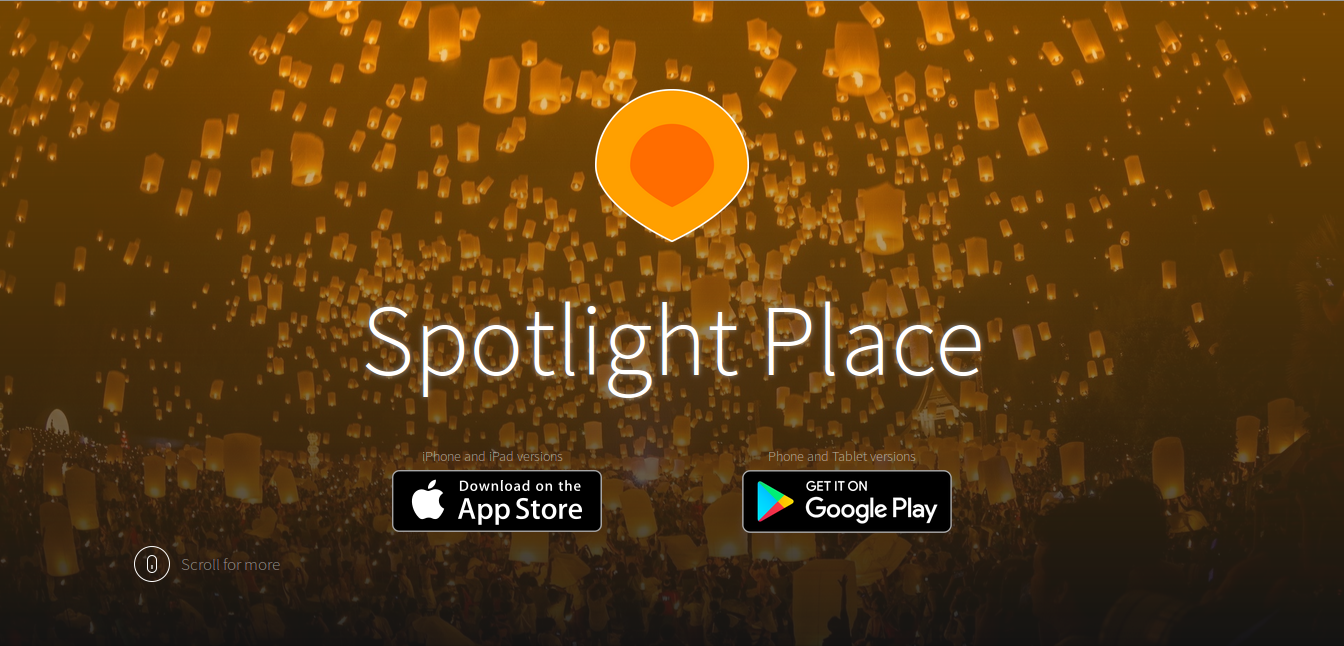 Spotlight Place
iPhone and iPad versions
Phone and Tablet versions
Download on the
App Store
GET IT ON
Google Play
Scroll for more